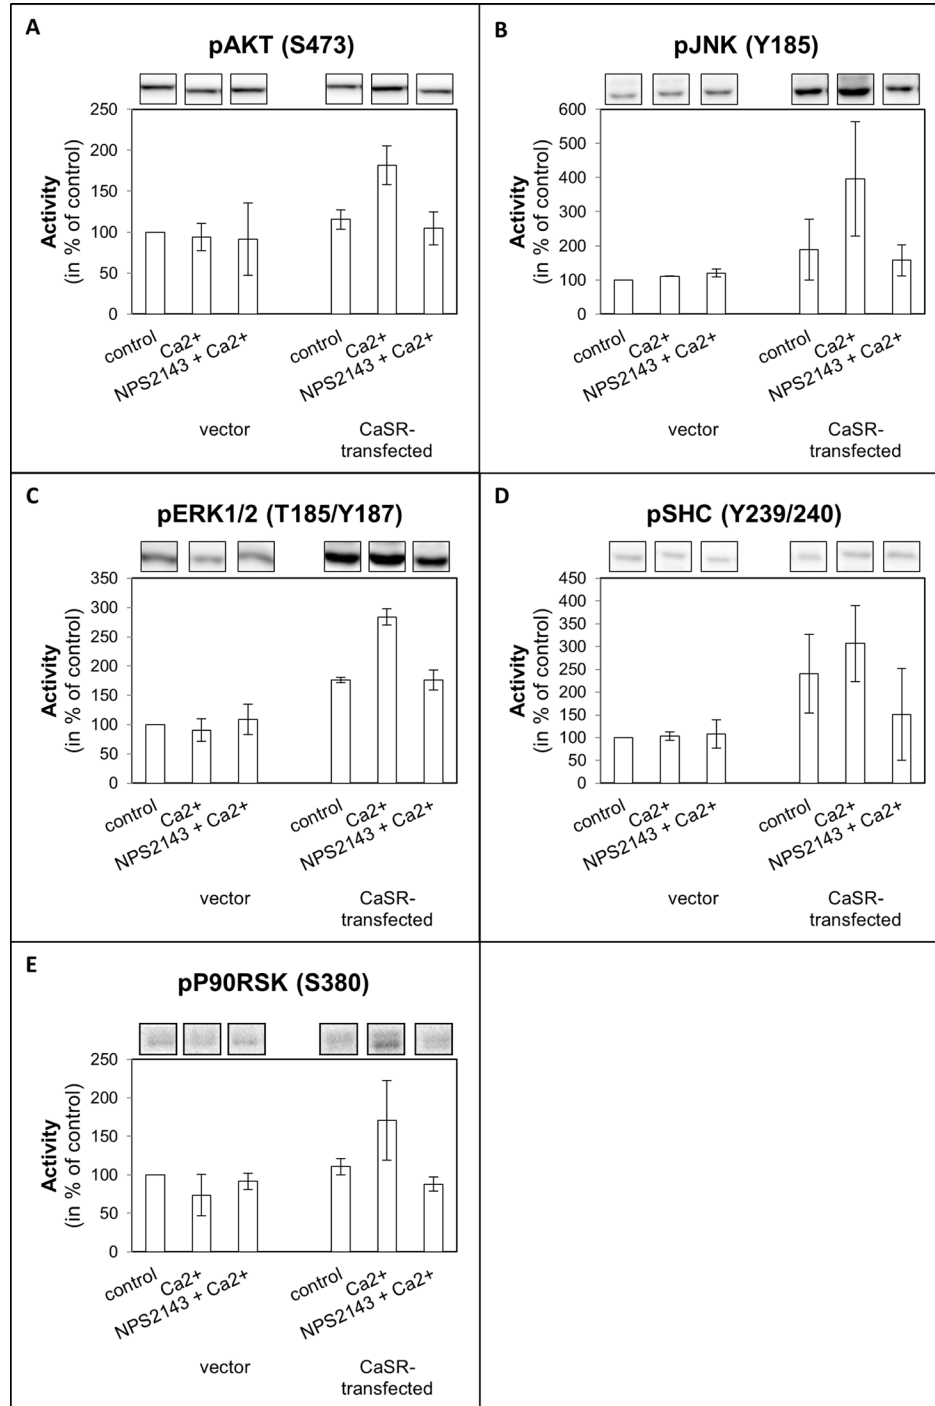 A
pAKT (S473)
250
200
150
100
50
0
Activity
(in % of control)
control
Ca2+
NPS2143 + Ca2+
control
Ca2+
NPS2143 + Ca2+
vector
CaSR-
transfected
B
pJNK (Y185)
600
500
400
300
200
100
0
Activity
(in % of control)
control
Ca2+
NPS2143 + Ca2+
control
Ca2+
NPS2143 + Ca2+
vector
CaSR-
transfected
C
pERK1/2 (T185/Y187)
350
300
250
200
150
100
50
0
Activity
(in % of control)
control
Ca2+
NPS2143 + Ca2+
control
Ca2+
NPS2143 + Ca2+
vector
CaSR-
transfected
D
pSHC (Y239/240)
450
400
350
300
250
200
150
100
50
0
Activity
(in % of control)
control
Ca2+
NPS2143 + Ca2+
control
Ca2+
NPS2143 + Ca2+
vector
CaSR-
transfected
E
pP90RSK (S380)
250
200
150
100
50
0
Activity
(in % of control)
control
Ca2+
NPS2143 + Ca2+
control
Ca2+
NPS2143 + Ca2+
vector
CaSR-
transfected